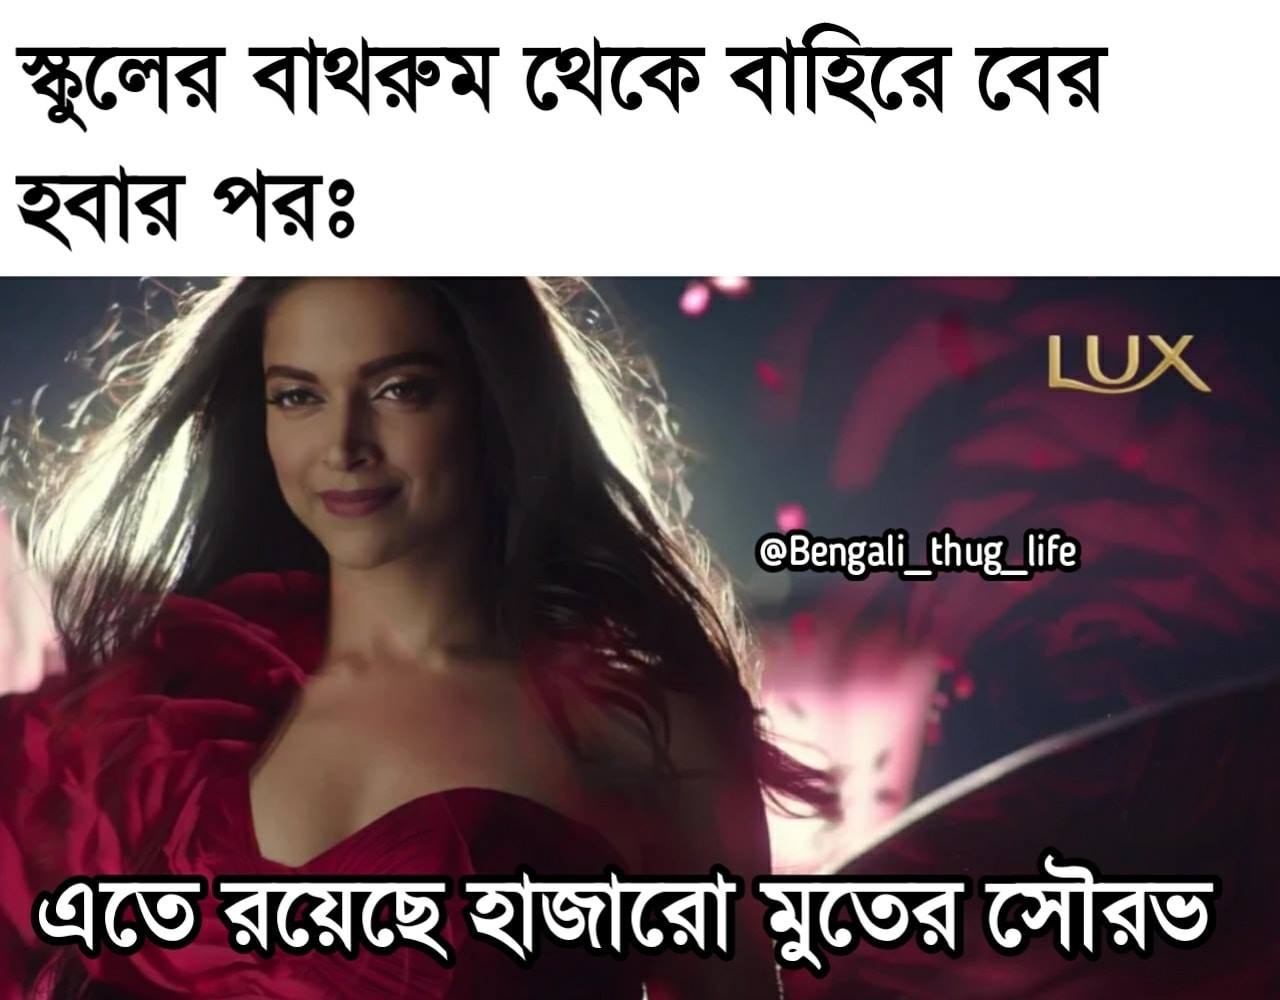 স্কুলের বাথরুম থেকে বাহিরে বের
হবার পরঃ
LUX
@Bengali_thug_life
এতে রয়েছে হাজারো মুতের সৌরভ